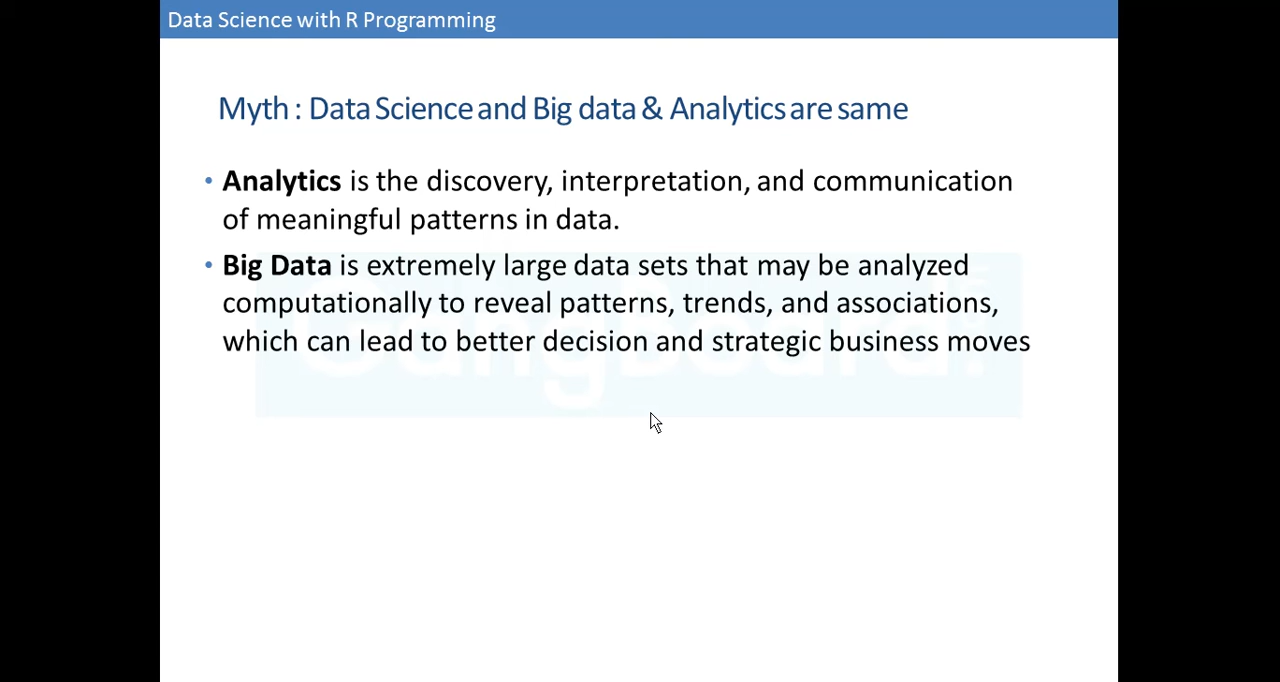 Data Science with R Programming
Myth : Data Science and Big data & Analytics are same
• Analytics is the discovery, interpretation, and communication
of meaningful patterns in data.
• Big Data is extremely large data sets that may be analyzed
computationally to reveal patterns, trends, and associations,
which can lead to better decision and strategic business moves
GangBoard